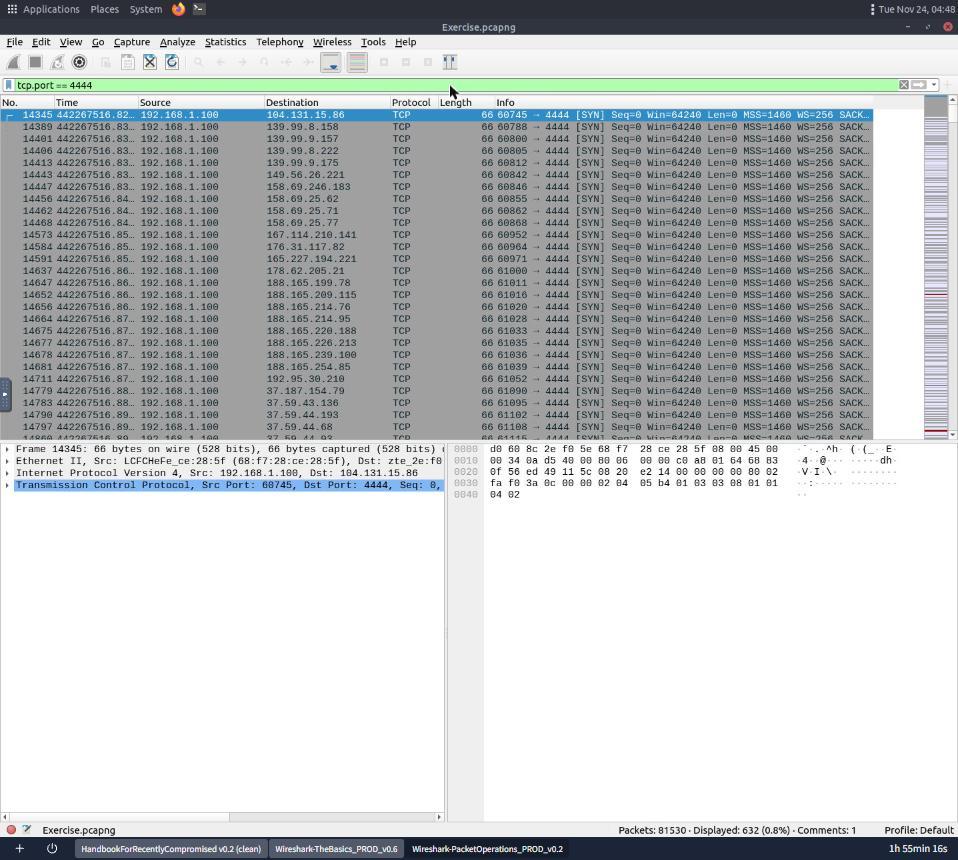 Applications Places System Tue Nov 24, 04:48
Exercise.pcapng
File Edit View Go Capture Analyze Statistics Telephony Wireless Tools Help
tcp.port == 4444
No. Time Source Destination Protocol Length Info
14345 442267516.82… 192.168.1.100 104.131.15.86 TCP 66 60745 → 4444 [SYN] Seq=0 Win=64240 Len=0 MSS=1460 WS=256 SACK…
14389 442267516.83… 192.168.1.100 139.99.8.158 TCP 66 60788 → 4444 [SYN] Seq=0 Win=64240 Len=0 MSS=1460 WS=256 SACK…
14401 442267516.83… 192.168.1.100 139.99.9.157 TCP 66 60800 → 4444 [SYN] Seq=0 Win=64240 Len=0 MSS=1460 WS=256 SACK…
14406 442267516.83… 192.168.1.100 139.99.8.222 TCP 66 60805 → 4444 [SYN] Seq=0 Win=64240 Len=0 MSS=1460 WS=256 SACK…
14413 442267516.83… 192.168.1.100 139.99.9.175 TCP 66 60812 → 4444 [SYN] Seq=0 Win=64240 Len=0 MSS=1460 WS=256 SACK…
14443 442267516.83… 192.168.1.100 149.56.26.221 TCP 66 60842 → 4444 [SYN] Seq=0 Win=64240 Len=0 MSS=1460 WS=256 SACK…
14447 442267516.83… 192.168.1.100 158.69.246.183 TCP 66 60846 → 4444 [SYN] Seq=0 Win=64240 Len=0 MSS=1460 WS=256 SACK…
14456 442267516.84… 192.168.1.100 158.69.25.62 TCP 66 60855 → 4444 [SYN] Seq=0 Win=64240 Len=0 MSS=1460 WS=256 SACK…
14462 442267516.84… 192.168.1.100 158.69.25.71 TCP 66 60862 → 4444 [SYN] Seq=0 Win=64240 Len=0 MSS=1460 WS=256 SACK…
14468 442267516.84… 192.168.1.100 158.69.25.77 TCP 66 60868 → 4444 [SYN] Seq=0 Win=64240 Len=0 MSS=1460 WS=256 SACK…
14573 442267516.85… 192.168.1.100 167.114.210.141 TCP 66 60952 → 4444 [SYN] Seq=0 Win=64240 Len=0 MSS=1460 WS=256 SACK…
14584 442267516.85… 192.168.1.100 176.31.117.82 TCP 66 60964 → 4444 [SYN] Seq=0 Win=64240 Len=0 MSS=1460 WS=256 SACK…
14591 442267516.85… 192.168.1.100 165.227.194.221 TCP 66 60971 → 4444 [SYN] Seq=0 Win=64240 Len=0 MSS=1460 WS=256 SACK…
14637 442267516.86… 192.168.1.100 178.62.205.21 TCP 66 61000 → 4444 [SYN] Seq=0 Win=64240 Len=0 MSS=1460 WS=256 SACK…
14647 442267516.86… 192.168.1.100 188.165.199.78 TCP 66 61011 → 4444 [SYN] Seq=0 Win=64240 Len=0 MSS=1460 WS=256 SACK…
14652 442267516.86… 192.168.1.100 188.165.209.115 TCP 66 61016 → 4444 [SYN] Seq=0 Win=64240 Len=0 MSS=1460 WS=256 SACK…
14656 442267516.86… 192.168.1.100 188.165.214.76 TCP 66 61020 → 4444 [SYN] Seq=0 Win=64240 Len=0 MSS=1460 WS=256 SACK…
14664 442267516.87… 192.168.1.100 188.165.214.95 TCP 66 61028 → 4444 [SYN] Seq=0 Win=64240 Len=0 MSS=1460 WS=256 SACK…
14675 442267516.87… 192.168.1.100 188.165.220.188 TCP 66 61033 → 4444 [SYN] Seq=0 Win=64240 Len=0 MSS=1460 WS=256 SACK…
14677 442267516.87… 192.168.1.100 188.165.226.213 TCP 66 61035 → 4444 [SYN] Seq=0 Win=64240 Len=0 MSS=1460 WS=256 SACK…
14678 442267516.87… 192.168.1.100 188.165.239.100 TCP 66 61036 → 4444 [SYN] Seq=0 Win=64240 Len=0 MSS=1460 WS=256 SACK…
14681 442267516.87… 192.168.1.100 188.165.254.85 TCP 66 61039 → 4444 [SYN] Seq=0 Win=64240 Len=0 MSS=1460 WS=256 SACK…
14711 442267516.87… 192.168.1.100 192.95.30.210 TCP 66 61052 → 4444 [SYN] Seq=0 Win=64240 Len=0 MSS=1460 WS=256 SACK…
14779 442267516.88… 192.168.1.100 37.187.154.79 TCP 66 61090 → 4444 [SYN] Seq=0 Win=64240 Len=0 MSS=1460 WS=256 SACK…
14783 442267516.88… 192.168.1.100 37.59.43.136 TCP 66 61095 → 4444 [SYN] Seq=0 Win=64240 Len=0 MSS=1460 WS=256 SACK…
14790 442267516.89… 192.168.1.100 37.59.44.193 TCP 66 61102 → 4444 [SYN] Seq=0 Win=64240 Len=0 MSS=1460 WS=256 SACK…
14797 442267516.89… 192.168.1.100 37.59.44.68 TCP 66 61108 → 4444 [SYN] Seq=0 Win=64240 Len=0 MSS=1460 WS=256 SACK…
14860 442267516.89… 192.168.1.100 37.59.44.93 TCP 66 61115 → 4444 [SYN] Seq=0 Win=64240 Len=0 MSS=1460 WS=256 SACK…
Frame 14345: 66 bytes on wire (528 bits), 66 bytes captured (528 bits)
Ethernet II, Src: LCFCHeFe_ce:28:5f (68:f7:28:ce:28:5f), Dst: zte_2e:f0
Internet Protocol Version 4, Src: 192.168.1.100, Dst: 104.131.15.86
Transmission Control Protocol, Src Port: 60745, Dst Port: 4444, Seq: 0,
0000 d0 60 8c 2e f0 5e 68 f7 28 ce 28 5f 08 00 45 00 ·`·.·^h· (·(_··E·
0010 00 34 0a d5 40 00 80 06 00 00 c0 a8 01 64 68 83 ·4··@··· ·····dh·
0020 0f 56 ed 49 11 5c 08 20 e2 14 00 00 00 00 80 02 ·V·I·\· ········
0030 fa f0 3a 0c 00 00 02 04 05 b4 01 03 03 08 01 01 ··:····· ········
0040 04 02 ··
Exercise.pcapng Packets: 81530 · Displayed: 632 (0.8%) · Comments: 1 Profile: Default
HandbookForRecentlyCompromised v0.2 (clean) Wireshark-TheBasics_PROD_v0.6 Wireshark-PacketOperations_PROD_v0.2 1h 55min 16s